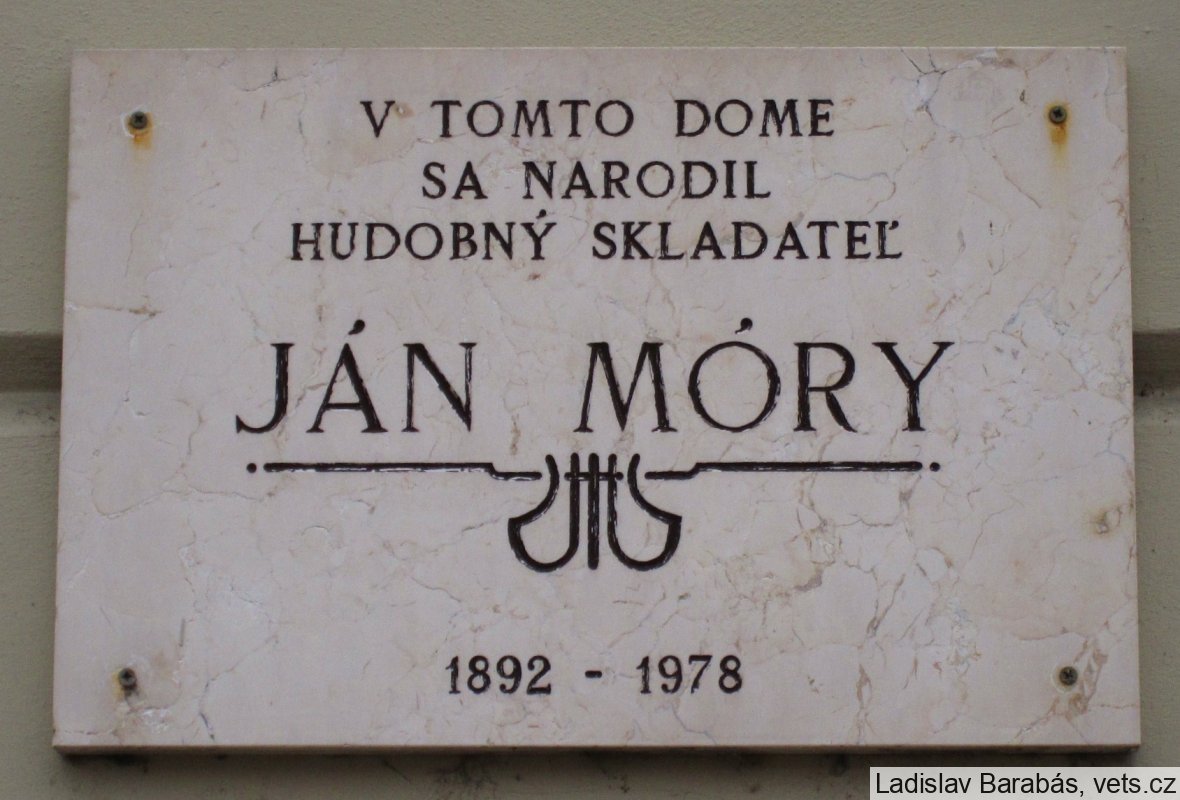 V TOMTO DOME
SA NARODIL
HUDOBNÝ SKLADATEĽ
JÁN MÓRY
1892 - 1978
Ladislav Barabás, vets.cz